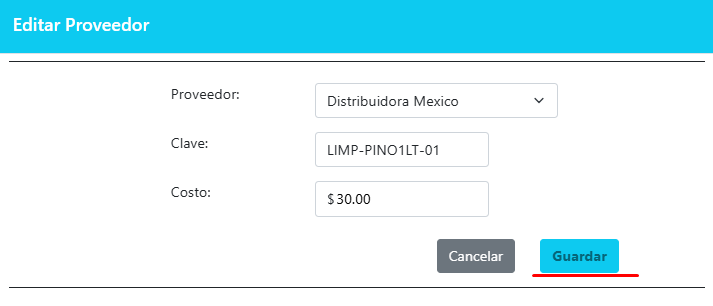 Editar Proveedor
Proveedor: Distribuidora Mexico
Clave: LIMP-PINO1LT-01
Costo: $30.00
Cancelar Guardar